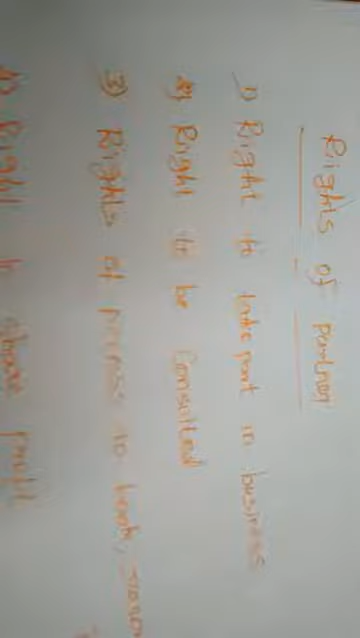 Rights of partner
1) Right to take part in business
2) Right to be Consulted
3) Rights of access to book,
4) Right to share profit